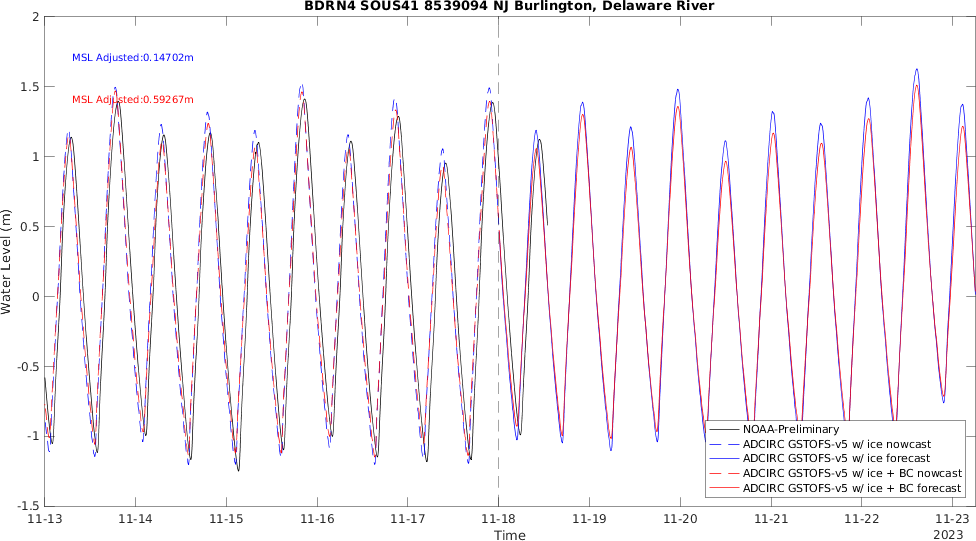 BDRN4 SOUS41 8539094 NJ Burlington, Delaware River
2
1.5
1
0.5
0
-0.5
-1
-1.5
Water Level (m)
MSL Adjusted:0.14702m
MSL Adjusted:0.59267m
NOAA-Preliminary
ADCIRC GSTOFS-v5 w/ ice nowcast
ADCIRC GSTOFS-v5 w/ ice forecast
ADCIRC GSTOFS-v5 w/ ice + BC nowcast
ADCIRC GSTOFS-v5 w/ ice + BC forecast
11-13 11-14 11-15 11-16 11-17 11-18 11-19 11-20 11-21 11-22 11-23
Time
2023